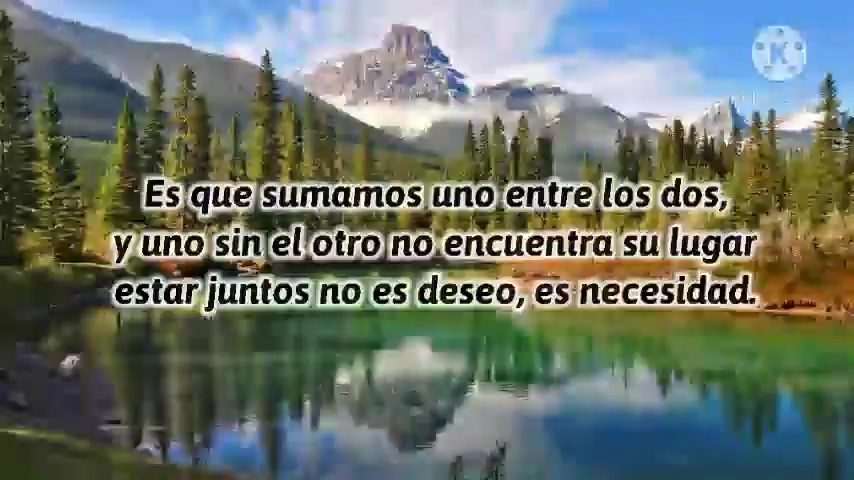 Es que sumamos uno entre los dos,
y uno sin el otro no encuentra su lugar
estar juntos no es deseo, es necesidad.
K